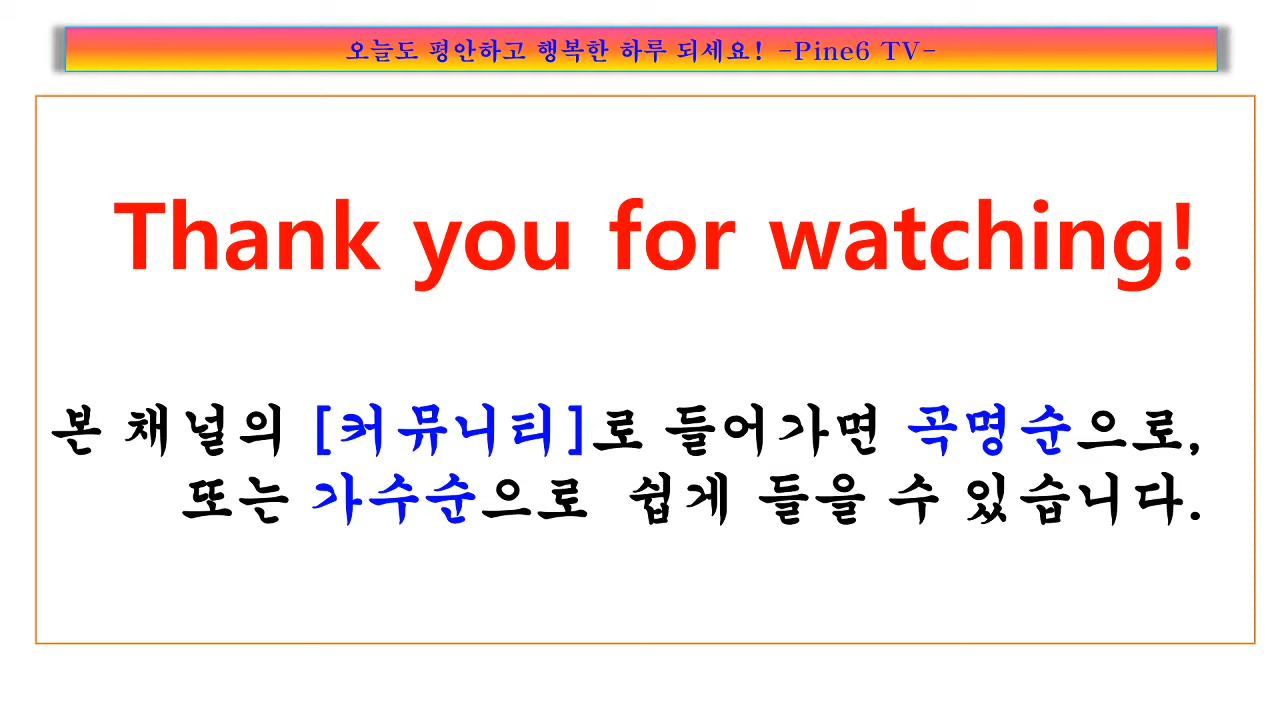 오늘도 평안하고 행복한 하루 되세요! -Pine6 TV-
Thank you for watching!
본 채널의 [커뮤니티]로 들어가면 곡명순으로,
또는 가수순으로 쉽게 들을 수 있습니다.